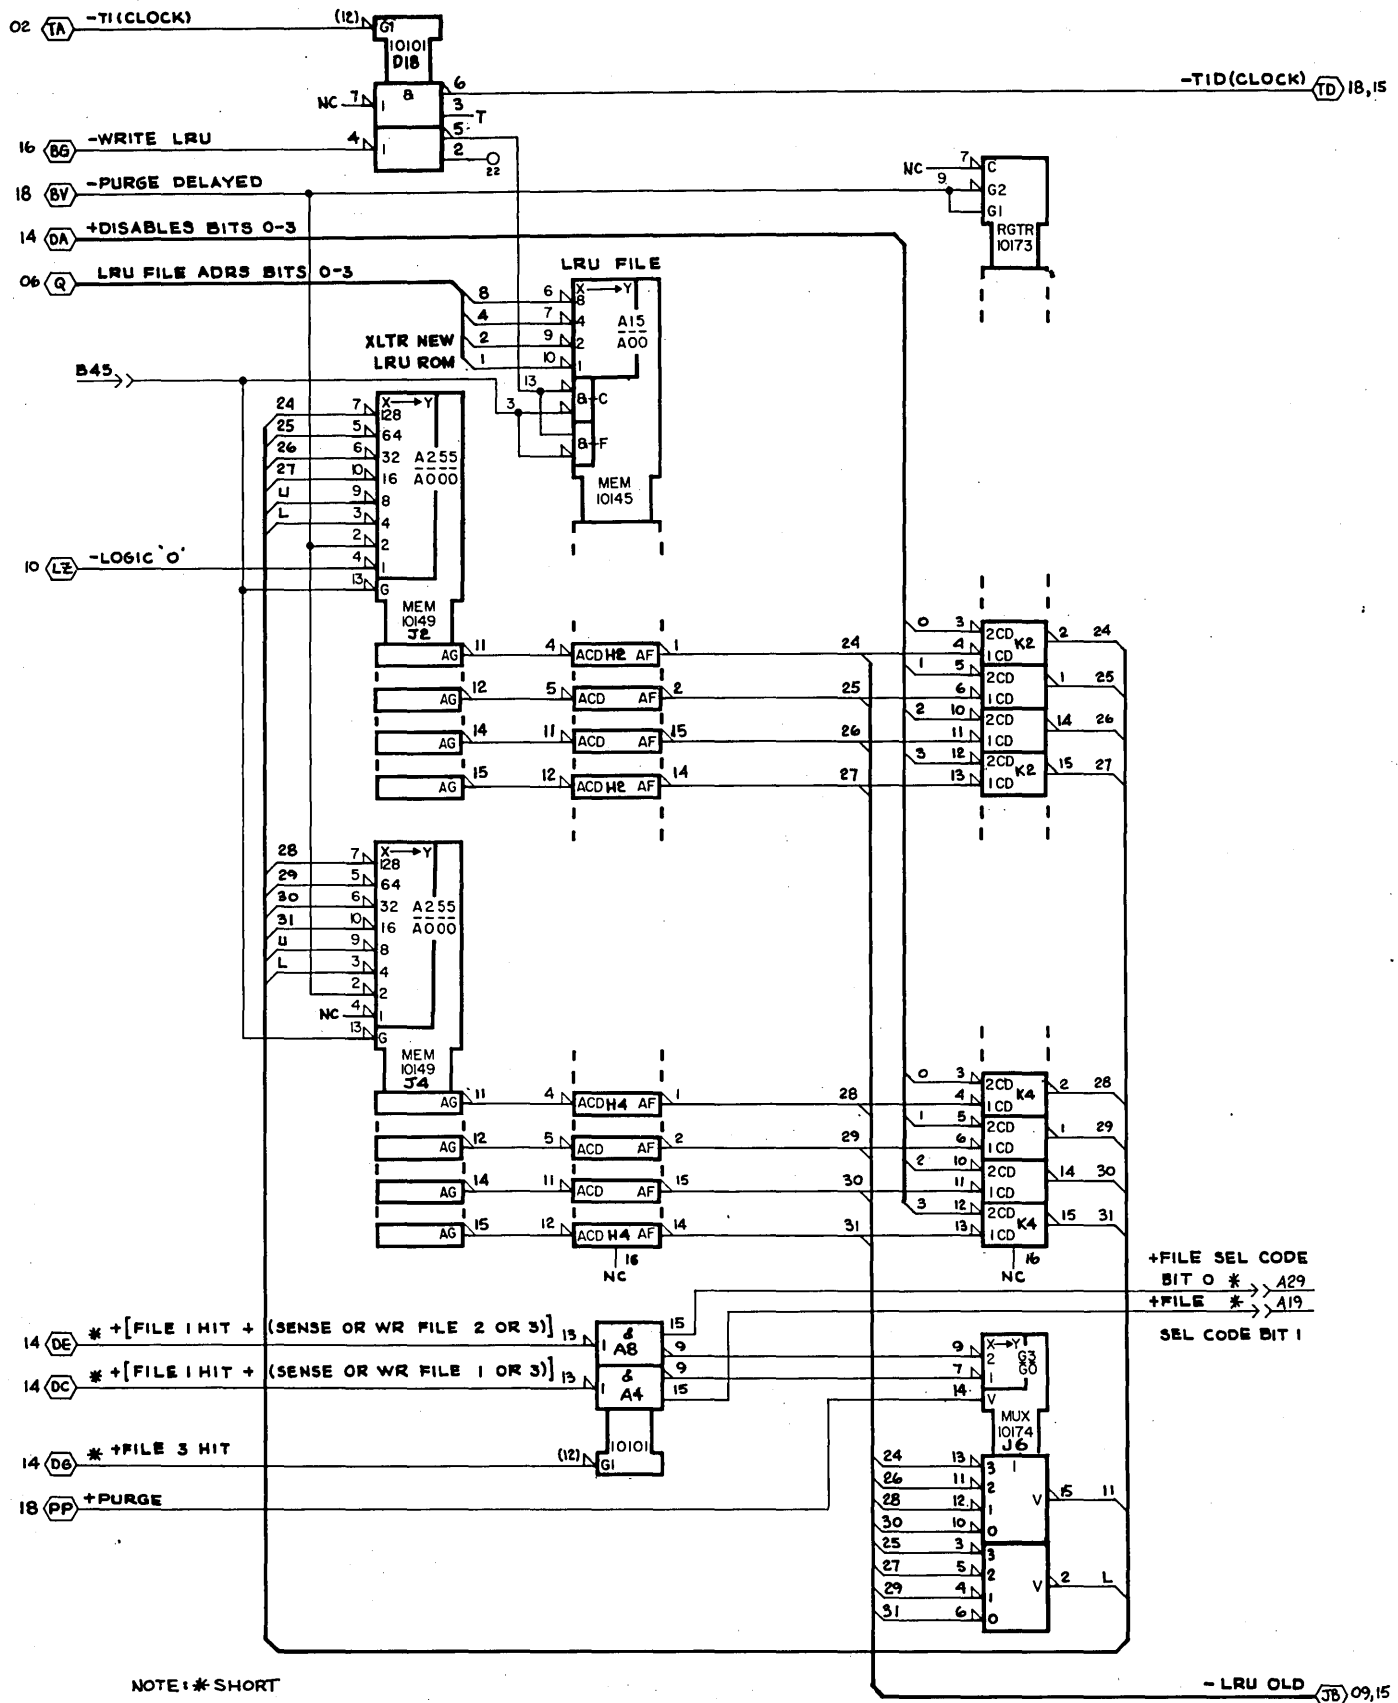 02 TA -T1(CLOCK) (12) G1
10101
D18
&
NC 7 1 6 -T1D(CLOCK) TD 18,15
3 T
16 BG -WRITE LRU 4 1 5
2 22
18 BV -PURGE DELAYED
NC 7 C
9 G2
G1
RGTR
10173
14 DA +DISABLES BITS 0-3
06 Q LRU FILE ADRS BITS 0-3
LRU FILE
8 6 8 X→Y
4 7 4 A15
2 9 2 A00
1 10 1
XLTR NEW
LRU ROM
B45
13 &-C
3 &-F
MEM
10145
24 7 128 X→Y
25 5 64
26 6 32 A255
27 10 16 A000
U 9 8
L 3 4
2 2
10 LZ -LOGIC '0' 4 1
13 G
MEM
10149
J2
AG 11 4 ACD H2 AF 1 24
AG 12 5 ACD AF 2 25
AG 14 11 ACD AF 15 26
AG 15 12 ACD H2 AF 14 27
0 3 2CD K2 2 24
4 1CD
1 5 2CD 1 25
6 1CD
2 10 2CD 14 26
11 1CD
3 12 2CD K2 15 27
13 1CD
28 7 128 X→Y
29 5 64
30 6 32 A255
31 10 16 A000
U 9 8
L 3 4
2 2
NC 4 1
13 G
MEM
10149
J4
AG 11 4 ACD H4 AF 1 28
AG 12 5 ACD AF 2 29
AG 14 11 ACD AF 15 30
AG 15 12 ACD H4 AF 14 31
16
NC
0 3 2CD K4 2 28
4 1CD
1 5 2CD 1 29
6 1CD
2 10 2CD 14 30
11 1CD
3 12 2CD K4 15 31
13 1CD
16
NC
+FILE SEL CODE
BIT 0 * A29
+FILE * A19
SEL CODE BIT 1
14 DE * +[FILE 1 HIT + (SENSE OR WR FILE 2 OR 3)] 13 1 & A8 15
9
14 DC * +[FILE 1 HIT + (SENSE OR WR FILE 1 OR 3)] 13 1 & A4 9
15
10101
14 DG * +FILE 3 HIT (12) G1
18 PP +PURGE
9 2 X→Y G3
7 1 G0
14 V
MUX
10174
J6
24 13 3 1
26 11 2
28 12 1 V 15 11
30 10 0
25 3 3
27 5 2
29 4 1 V 2 L
31 6 0
NOTE: * SHORT
-LRU OLD JB 09,15